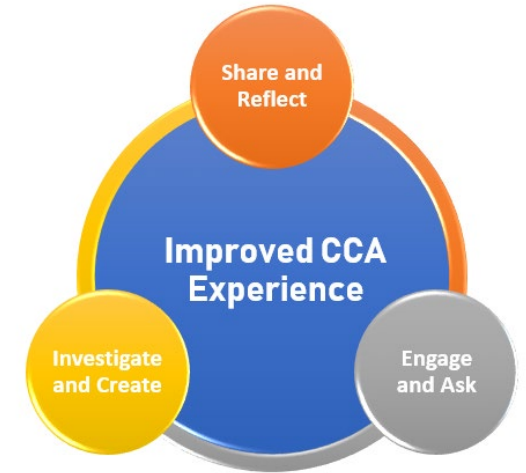 Share and
Reflect
Improved CCA
Experience
Investigate
and Create
Engage
and Ask